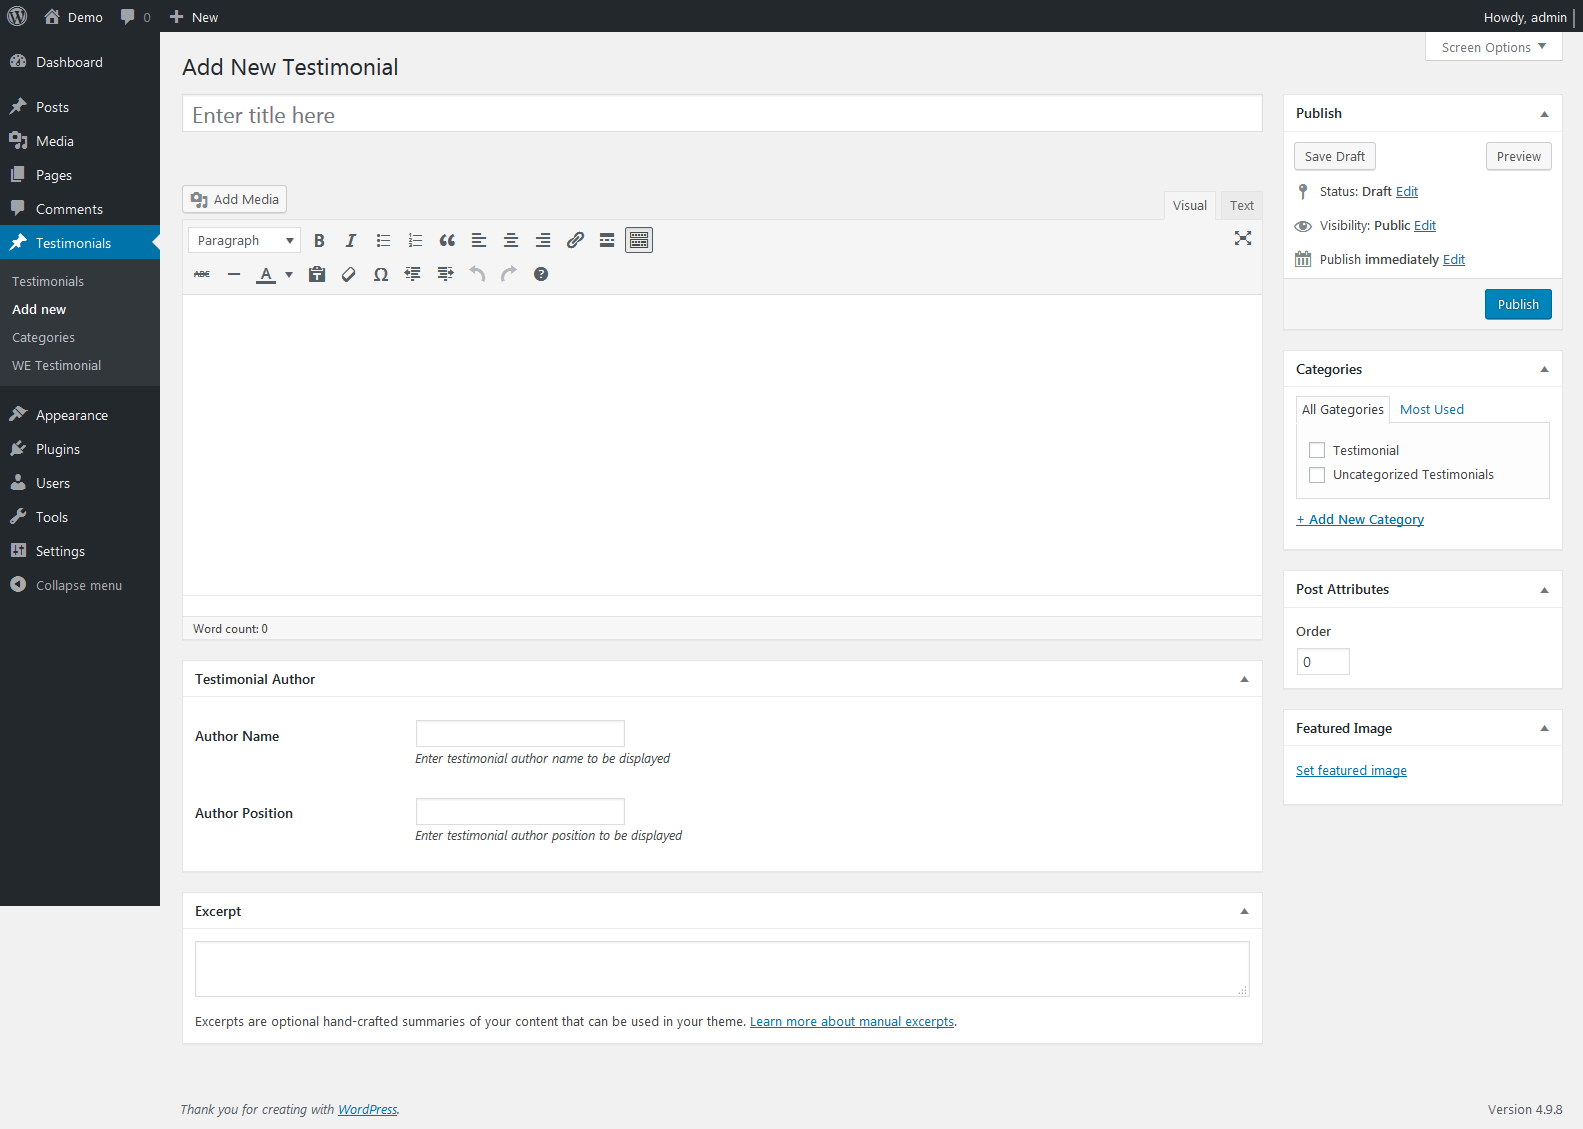 Demo 0 New Howdy, admin
Screen Options
Dashboard
Posts
Media
Pages
Comments
Testimonials
Testimonials
Add new
Categories
WE Testimonial
Appearance
Plugins
Users
Tools
Settings
Collapse menu
Add New Testimonial
Enter title here
Add Media
Visual Text
Paragraph B I
ABC A Ω ?
Word count: 0
Testimonial Author
Author Name
Enter testimonial author name to be displayed
Author Position
Enter testimonial author position to be displayed
Excerpt
Excerpts are optional hand-crafted summaries of your content that can be used in your theme. Learn more about manual excerpts.
Publish
Save Draft Preview
Status: Draft Edit
Visibility: Public Edit
Publish immediately Edit
Publish
Categories
All Gategories Most Used
Testimonial
Uncategorized Testimonials
+ Add New Category
Post Attributes
Order
0
Featured Image
Set featured image
Thank you for creating with WordPress.
Version 4.9.8